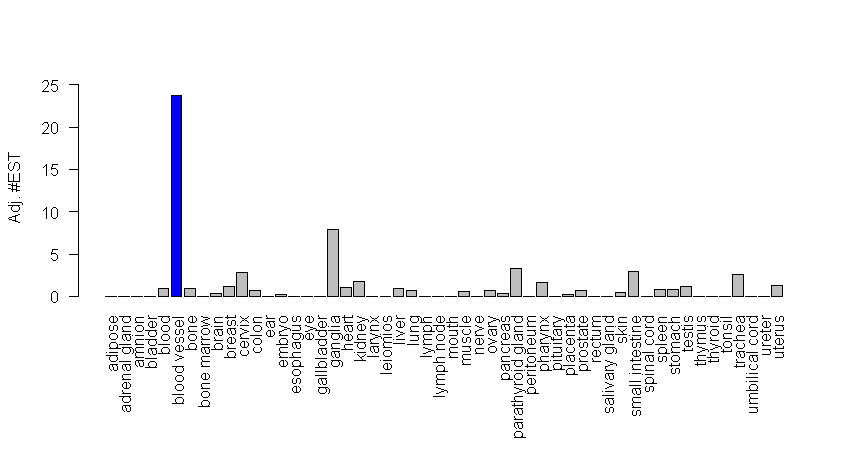 Adj. #EST
25
20
15
10
5
0
adipose
adrenal gland
amnion
bladder
blood
blood vessel
bone
bone marrow
brain
breast
cervix
colon
ear
embryo
esophagus
eye
gallbladder
ganglia
heart
kidney
larynx
leiomios
liver
lung
lymph
lymph node
mouth
muscle
nerve
ovary
pancreas
parathyroid gland
peritoneum
pharynx
pituitary
placenta
prostate
rectum
salivary gland
skin
small intestine
spinal cord
spleen
stomach
testis
thymus
thyroid
tonsil
trachea
umbilical cord
ureter
uterus